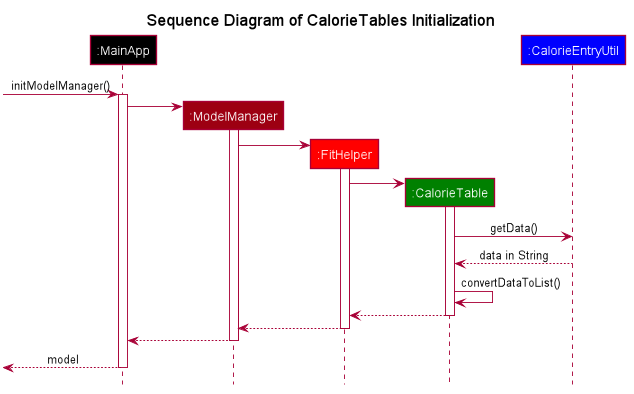 Sequence Diagram of CalorieTables Initialization
:MainApp
:CalorieEntryUtil
initModelManager()
:ModelManager
:FitHelper
:CalorieTable
getData()
data in String
convertDataToList()
model